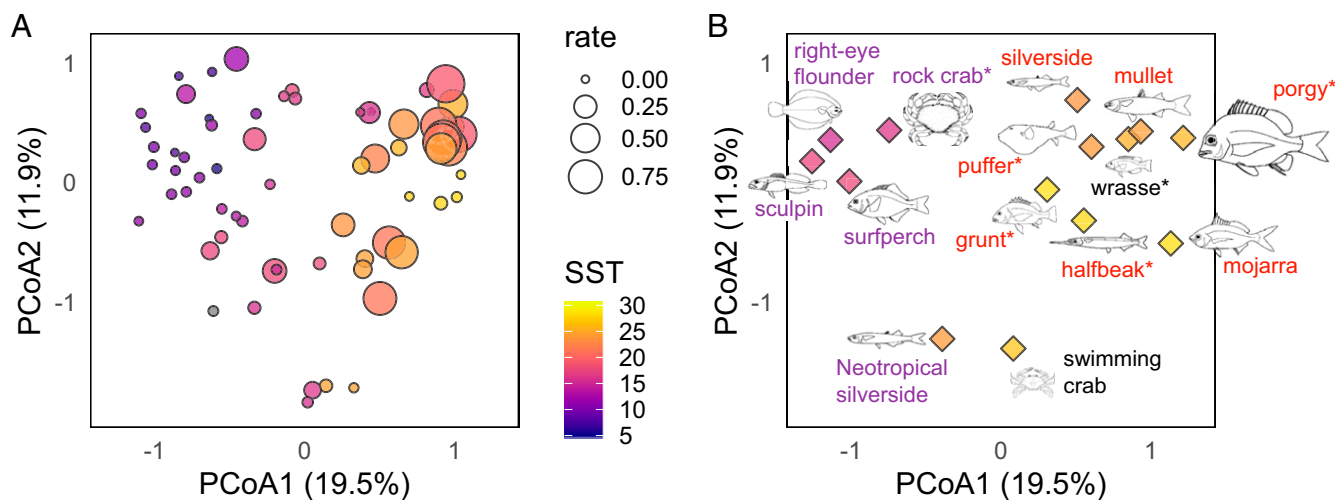 A
1
0
-1
PCoA2 (11.9%)
-1
0
1
PCoA1 (19.5%)
rate
0.00
0.25
0.50
0.75
SST
30
25
20
15
10
5
B
1
0
-1
PCoA2 (11.9%)
-1
0
1
PCoA1 (19.5%)
right-eye
flounder
rock crab*
silverside
mullet
porgy*
puffer*
wrasse*
sculpin
surfperch
grunt*
halfbeak*
mojarra
Neotropical
silverside
swimming
crab